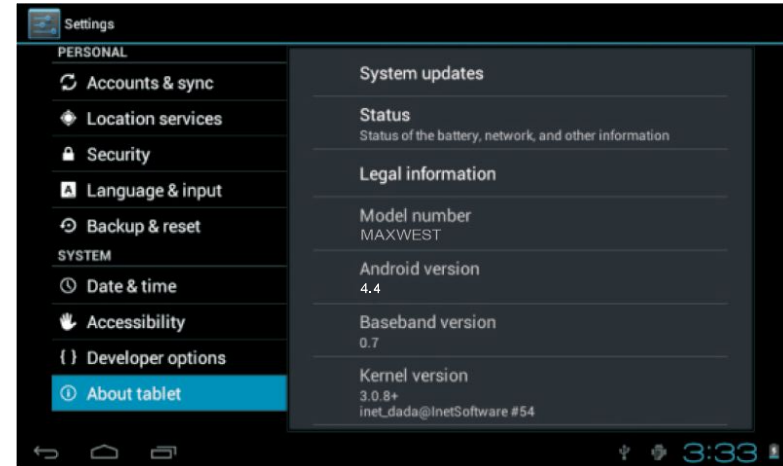 Settings
PERSONAL
Accounts & sync
Location services
Security
A Language & input
Backup & reset
SYSTEM
Date & time
Accessibility
{ } Developer options
About tablet
System updates
Status
Status of the battery, network, and other information
Legal information
Model number
MAXWEST
Android version
4.4
Baseband version
0.7
Kernel version
3.0.8+
inet_dada@InetSoftware #54
3:33